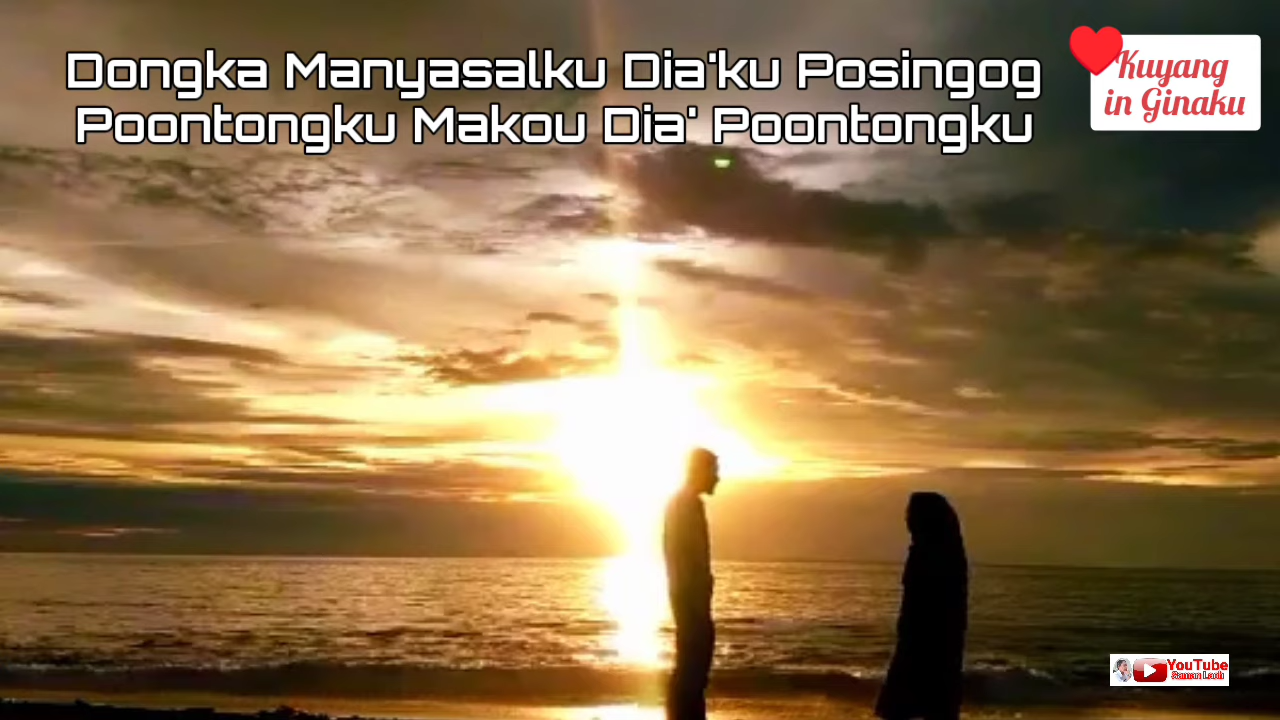 Dongka Manyasalku Dia'ku Posingog
Poontongku Makou Dia' Poontongku
Kuyang
in Ginaku
YouTube